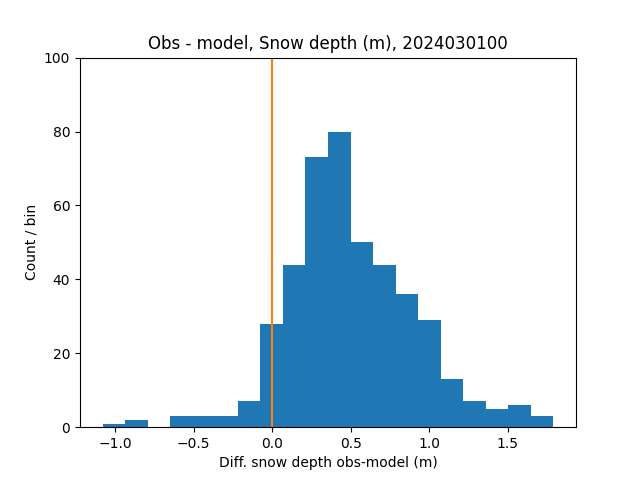 Obs - model, Snow depth (m), 2024030100
100
80
60
40
20
0
Count / bin
−1.0 −0.5 0.0 0.5 1.0 1.5
Diff. snow depth obs-model (m)